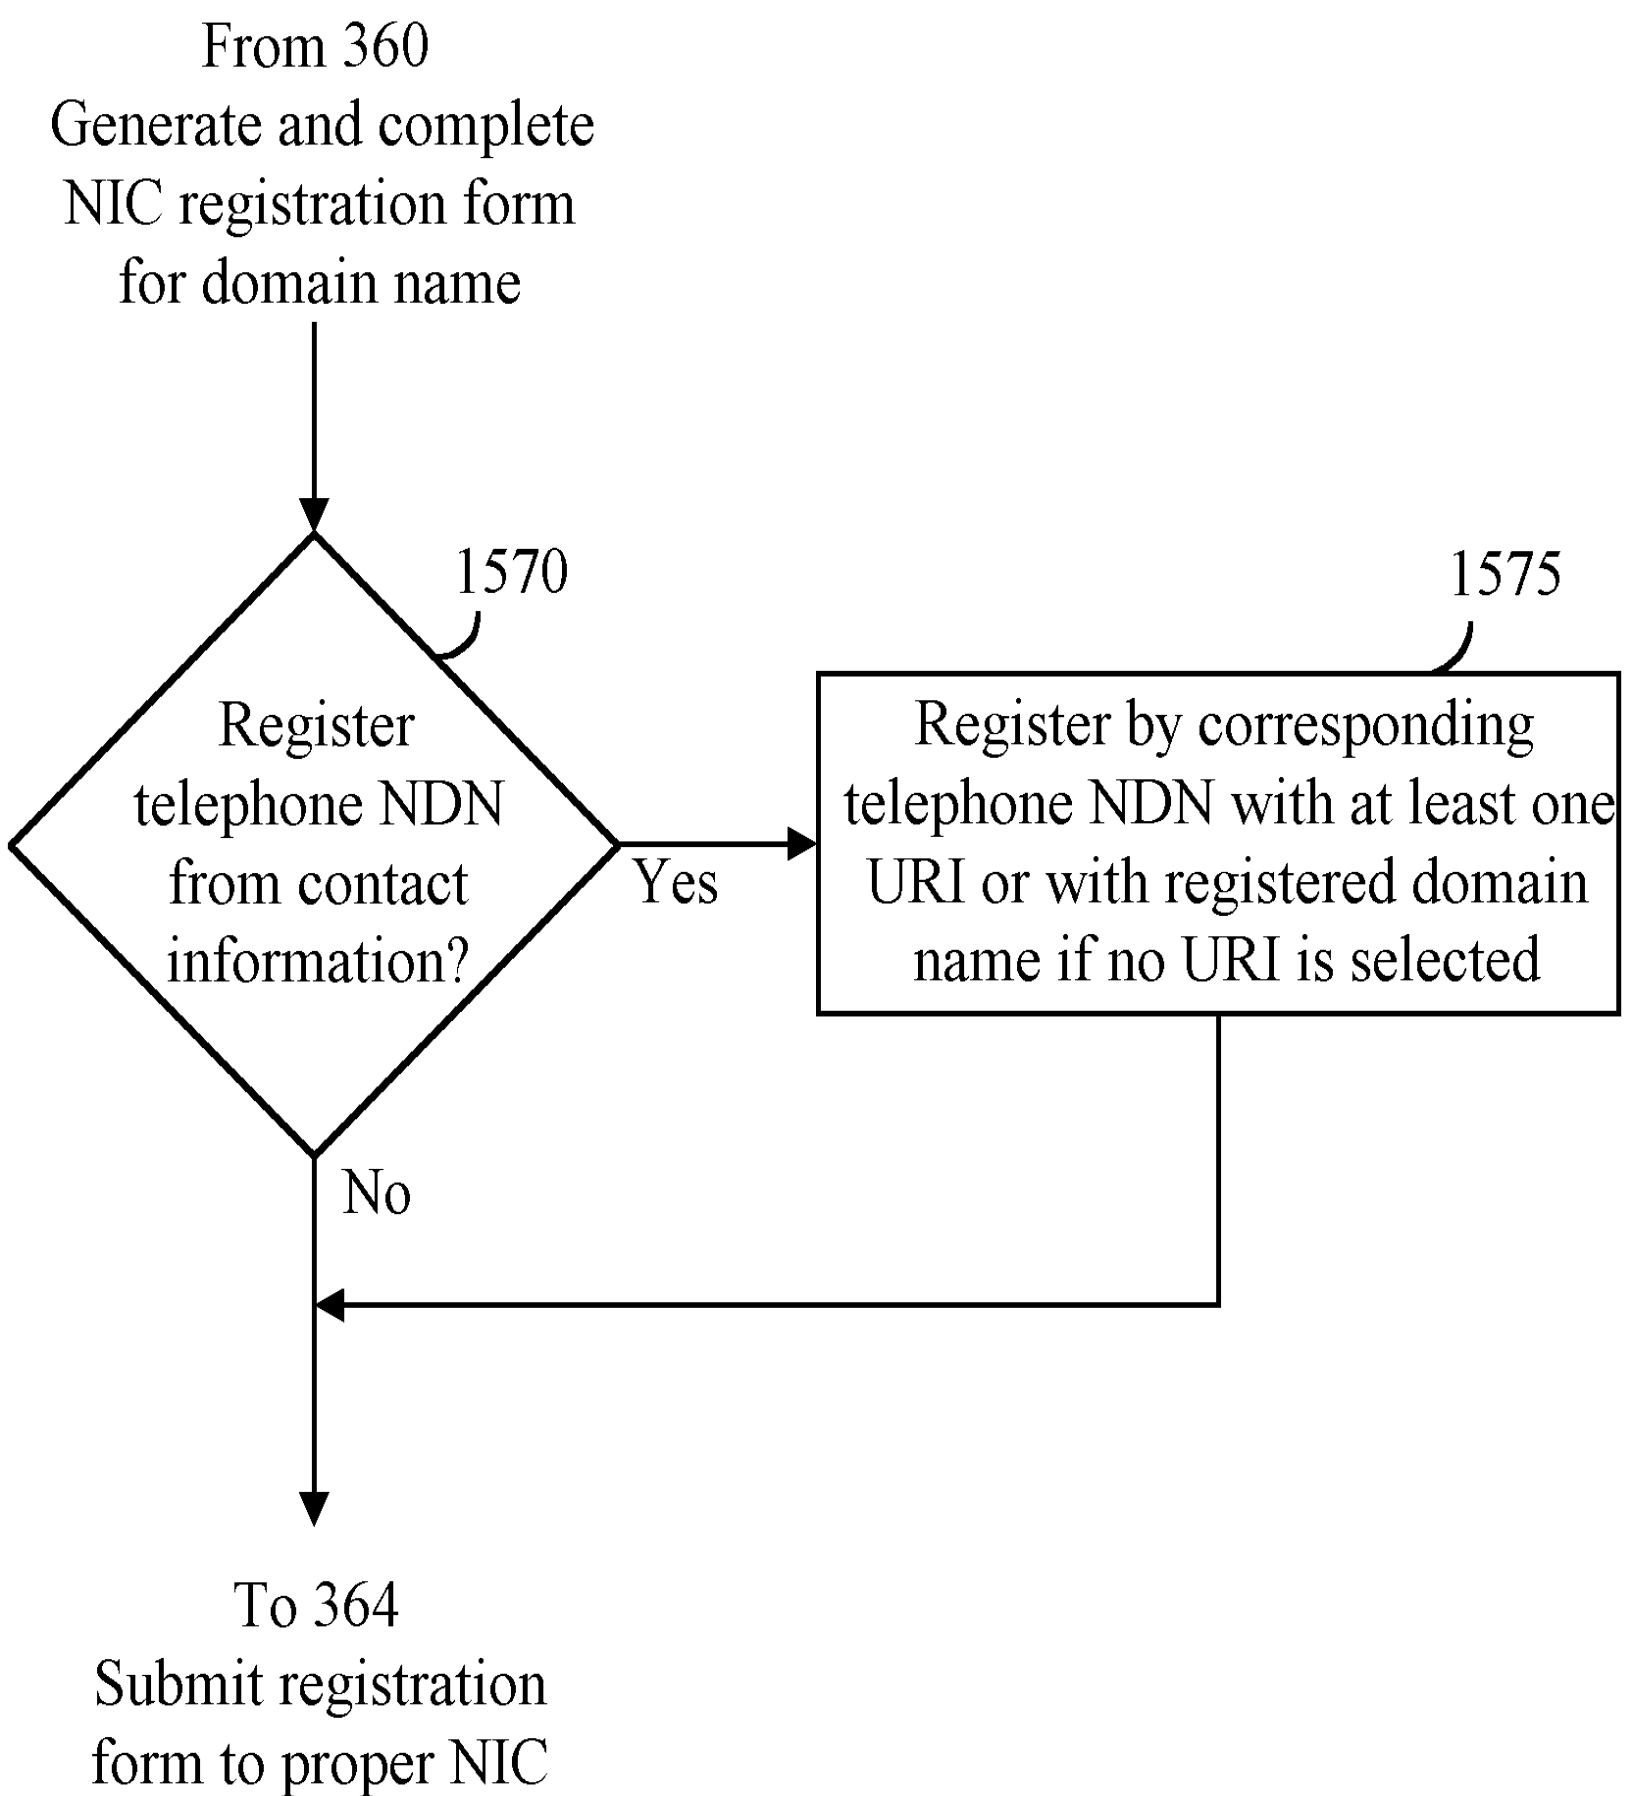 From 360
Generate and complete
NIC registration form
for domain name
1570
1575
Register
telephone NDN
from contact
information?
Yes
Register by corresponding
telephone NDN with at least one
URI or with registered domain
name if no URI is selected
No
To 364
Submit registration
form to proper NIC